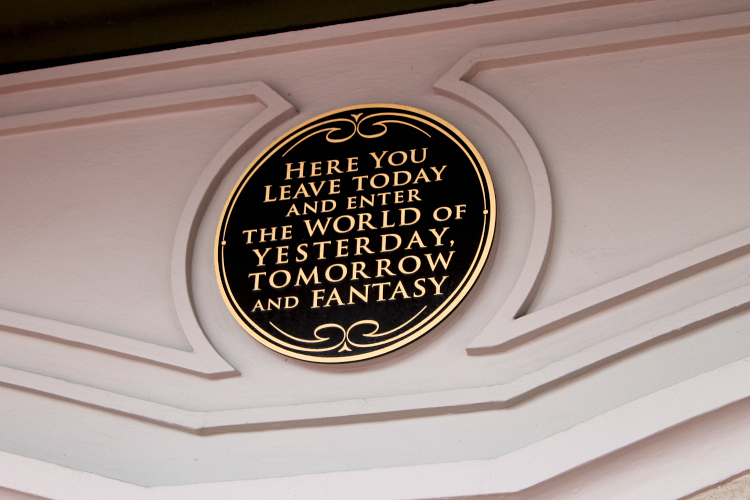 HERE YOU
LEAVE TODAY
AND ENTER
THE WORLD OF
YESTERDAY,
TOMORROW
AND FANTASY